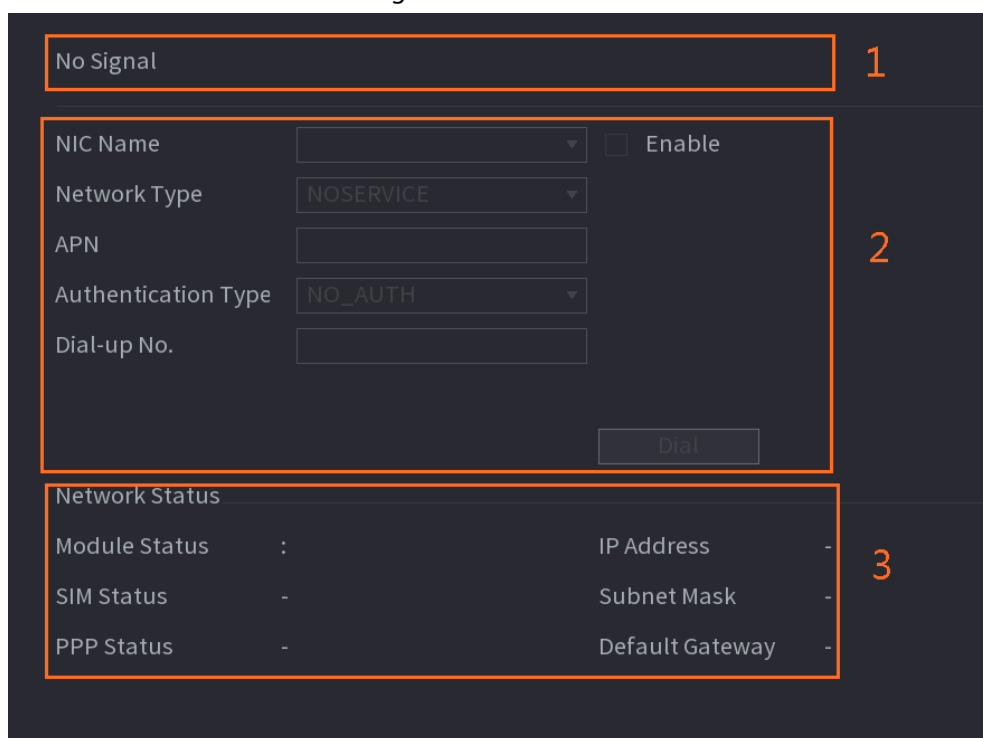 No Signal
1
NIC Name Enable
Network Type NOSERVICE
APN
2
Authentication Type NO_AUTH
Dial-up No.
Dial
Network Status
Module Status : IP Address -
3
SIM Status - Subnet Mask -
PPP Status - Default Gateway -